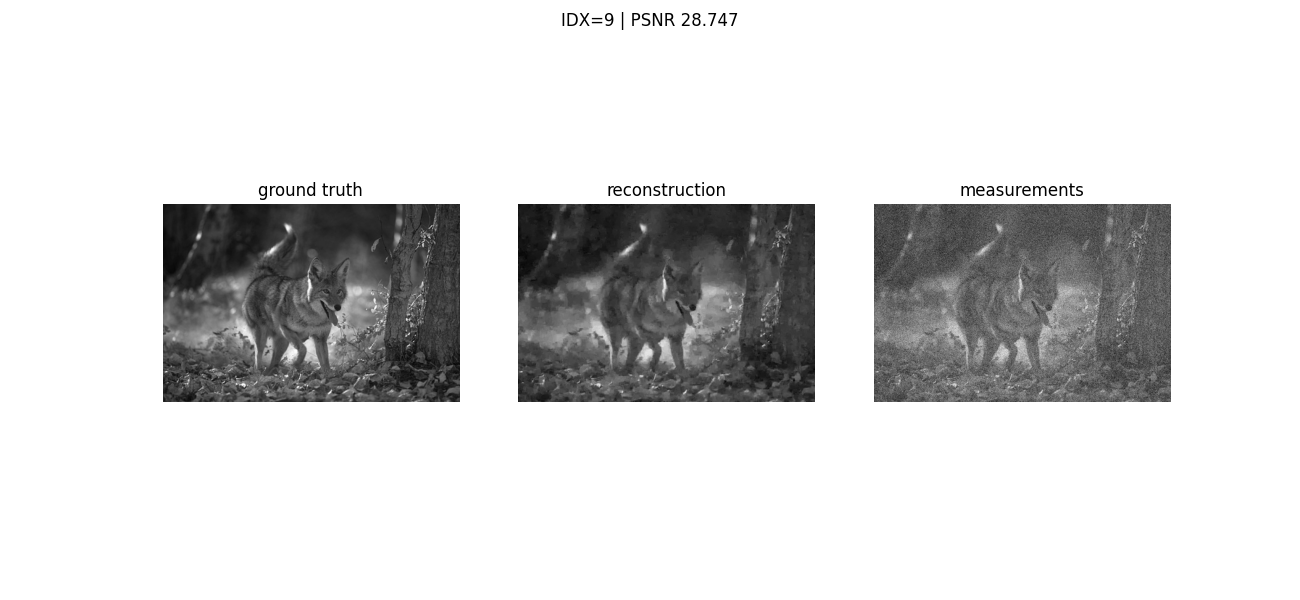 IDX=9 | PSNR 28.747
ground truth
reconstruction
measurements